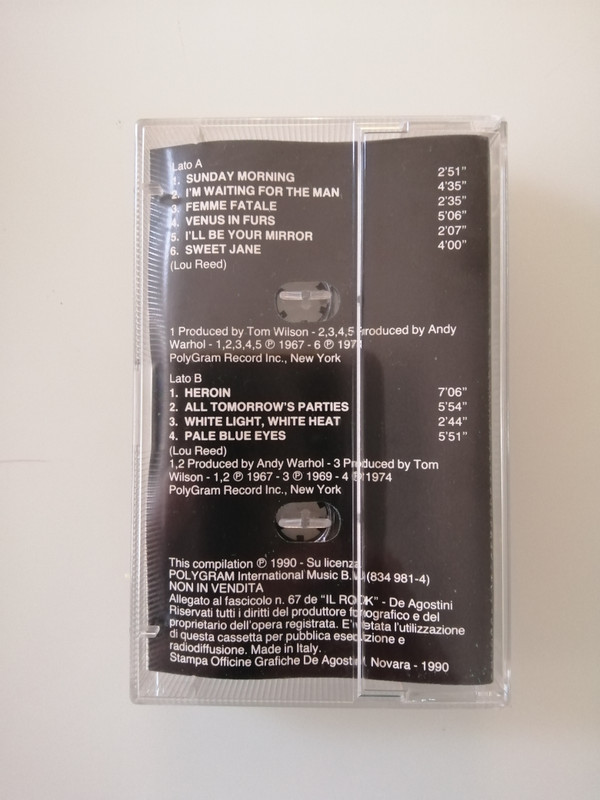 Lato A
1. SUNDAY MORNING 2'51"
2. I'M WAITING FOR THE MAN 4'35"
3. FEMME FATALE 2'35"
4. VENUS IN FURS 5'06"
5. I'LL BE YOUR MIRROR 2'07"
6. SWEET JANE 4'00"
(Lou Reed)
1 Produced by Tom Wilson - 2,3,4,5 Produced by Andy
Warhol - 1,2,3,4,5 ℗ 1967 - 6 ℗
PolyGram Record Inc., New York
Lato B
1. HEROIN 7'06"
2. ALL TOMORROW'S PARTIES 5'54"
3. WHITE LIGHT, WHITE HEAT 2'44"
4. PALE BLUE EYES 5'51"
(Lou Reed)
1,2 Produced by Andy Warhol - 3 Produced by Tom
Wilson - 1,2 ℗ 1967 - 3 ℗ 1969 - 4 ℗ 1974
PolyGram Record Inc., New York
This compilation ℗ 1990 - Su licenza
POLYGRAM International Music B.V. (834 981-4)
NON IN VENDITA
Allegato al fascicolo n. 67 de "IL ROCK" - De Agostini
Riservati tutti i diritti del produttore fonografico e del
proprietario dell'opera registrata. E' vietata l'utilizzazione
di questa cassetta per pubblica esecuzione e
radiodiffusione. Made in Italy.
Stampa Officine Grafiche De Agostini, Novara - 1990